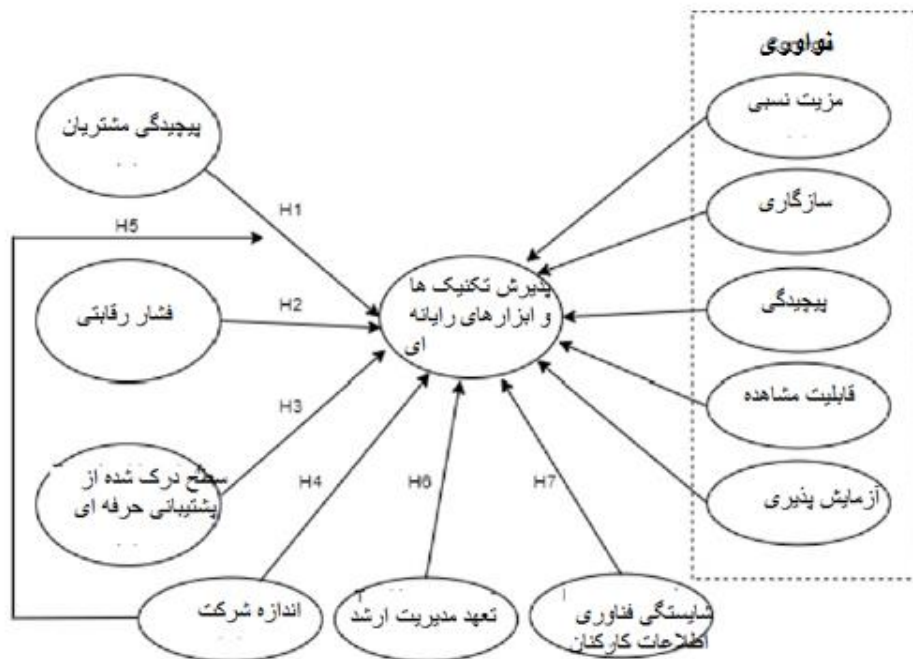 نواوری
مزیت نسبی
پیچیدگی مشتریان
سازگاری
H1
H5
پذیرش تکنیک ها
و ابزارهای رایانه
ای
فشار رقابتی
H2
پیچیدگی
قابلیت مشاهده
H3
سطح درک شده از
پشتیبانی حرفه ای
H4
H6
H7
آزمایش پذیری
اندازه شرکت
تعهد مدیریت ارشد
شایستگی فناوری
اطلاعات کارکنان